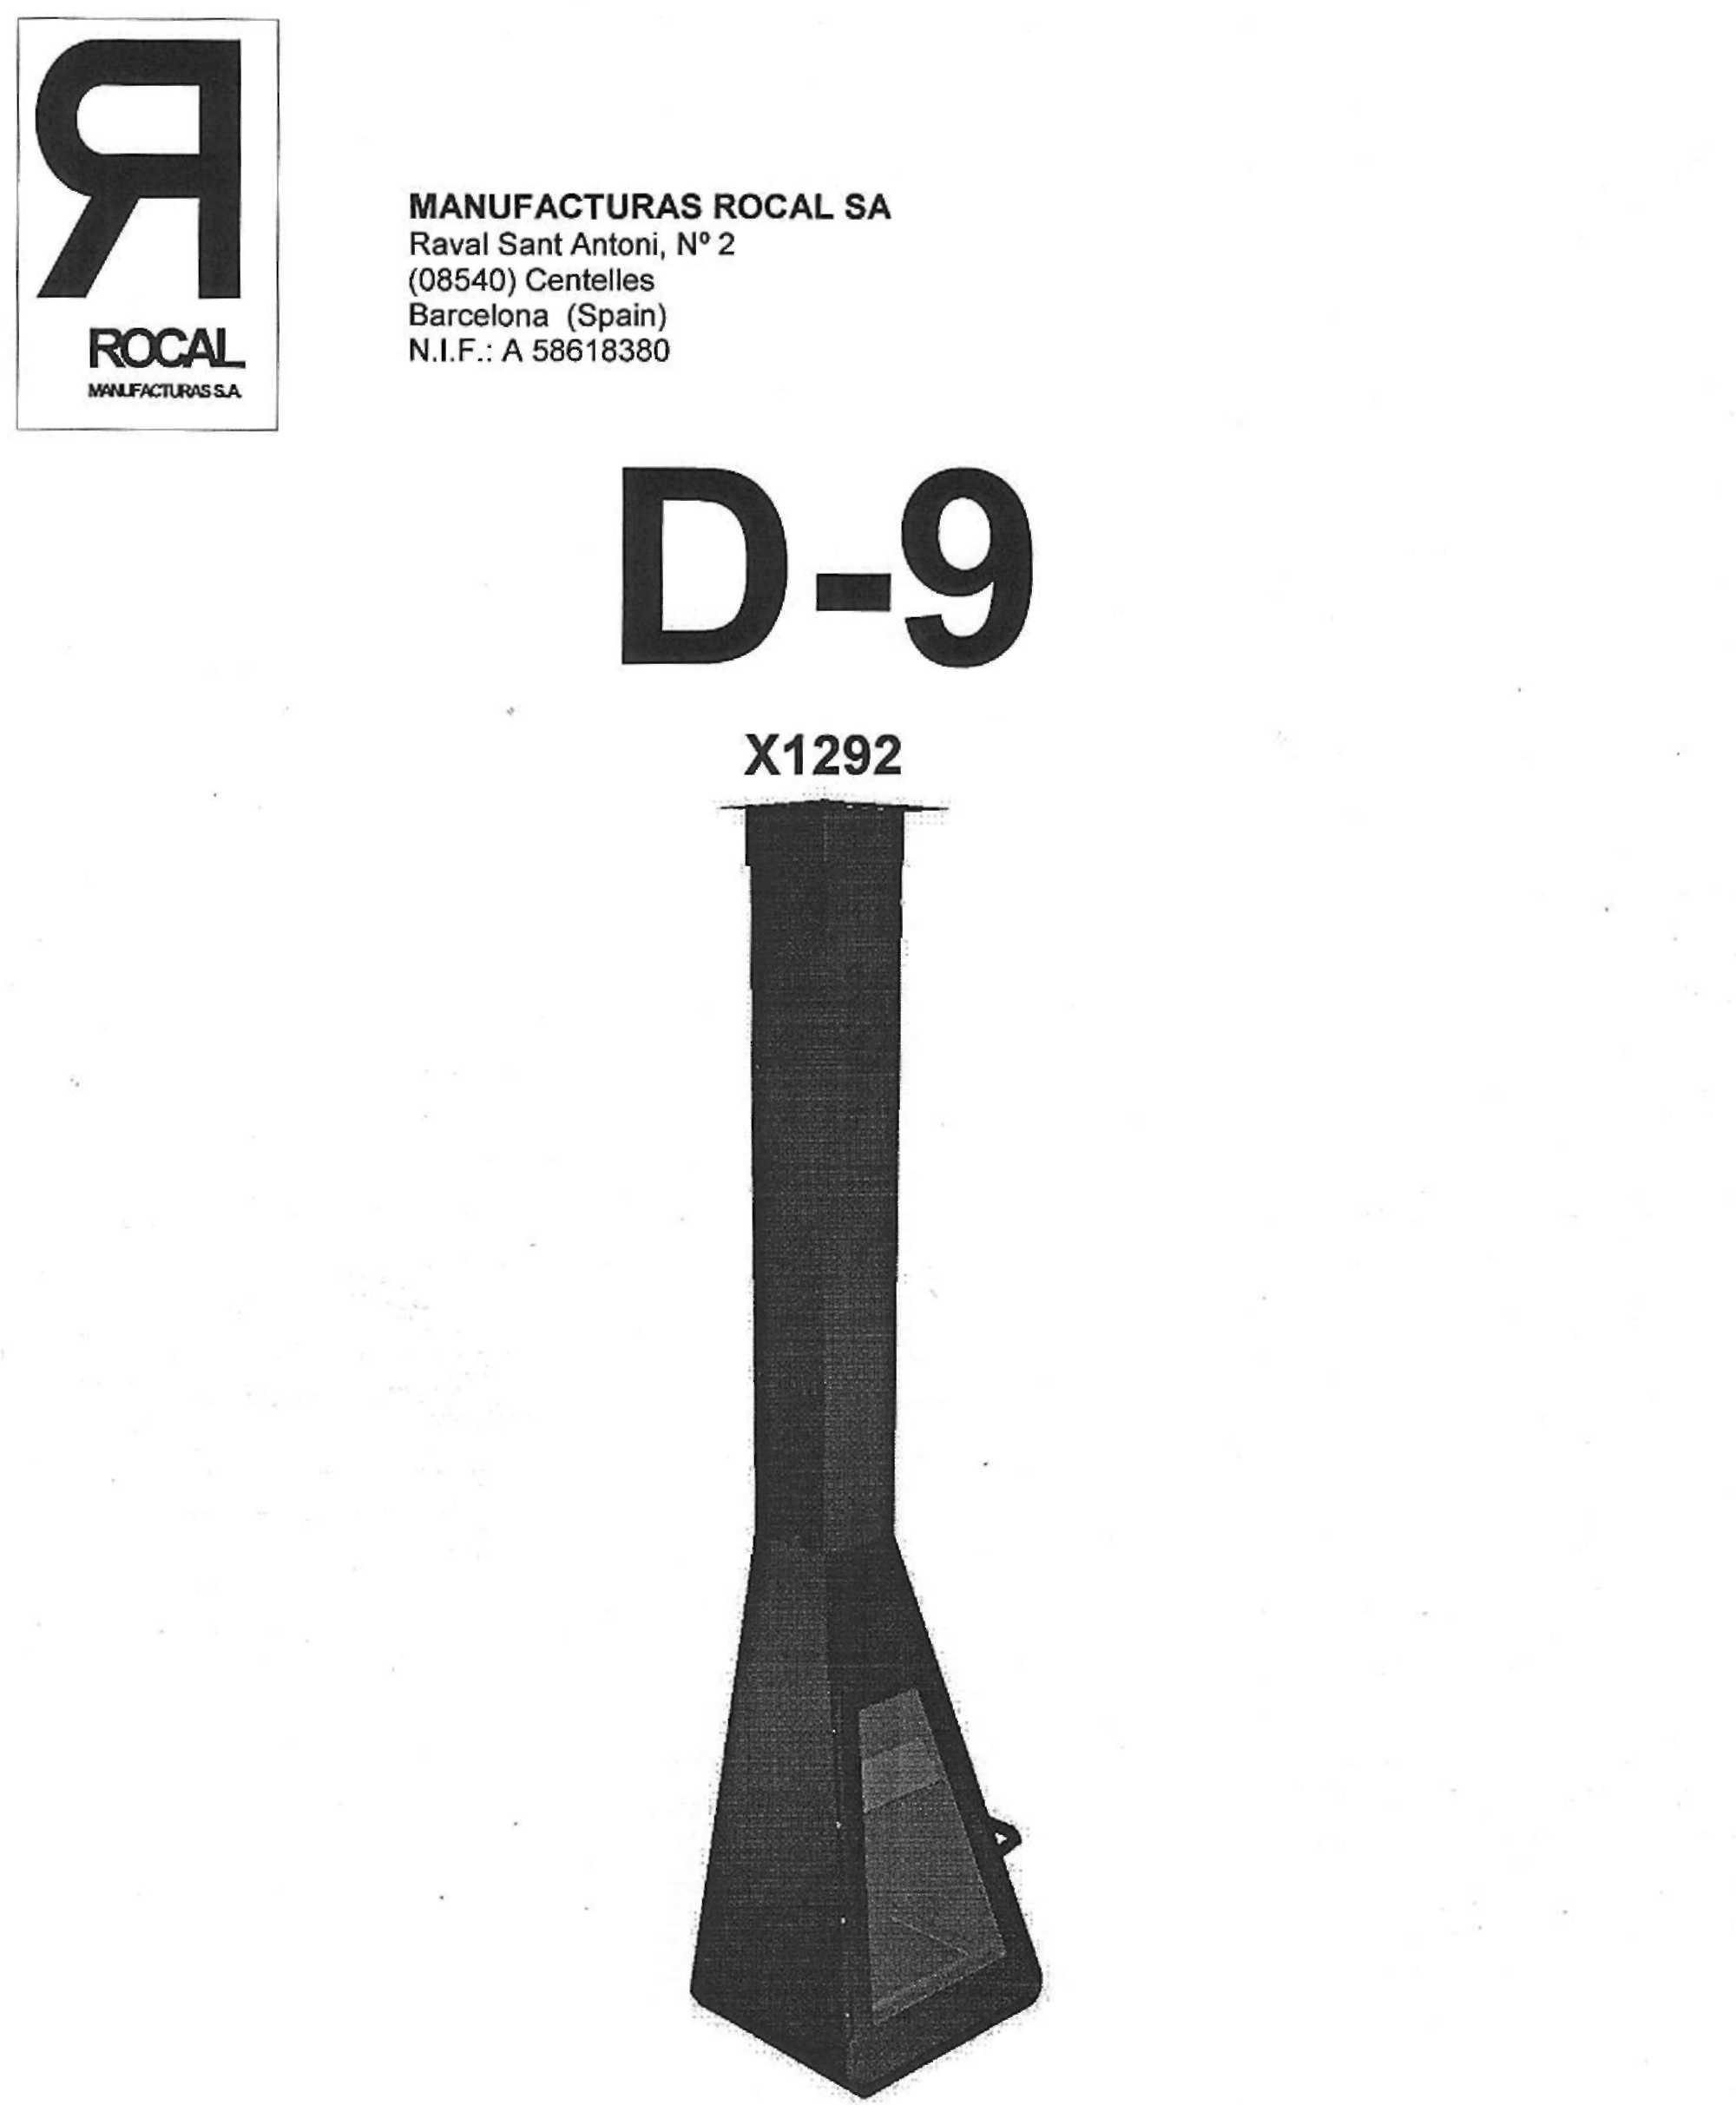 R
ROCAL
MANUFACTURAS S.A.
MANUFACTURAS ROCAL SA
Raval Sant Antoni, Nº 2
(08540) Centelles
Barcelona (Spain)
N.I.F.: A 58618380
D-9
X1292